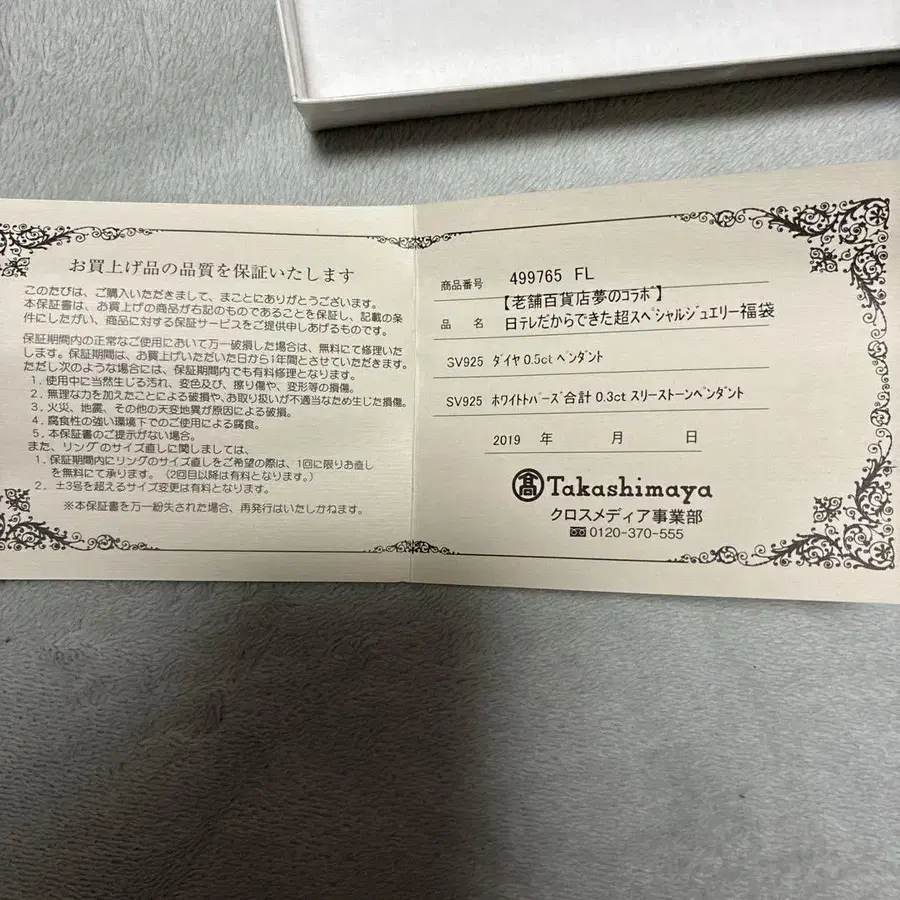 お買上げ品の品質を保証いたします
このたびは、ご購入いただきまして、まことにありがとうございます。
本保証書は、お買上げの商品が右記のものであることを保証し、記載の条
件にしたがい、商品に対する保証サービスをご提供申しあげるものです。
保証期間内の正常なご使用において万一破損した場合は、無料にて修理いた
します。保証期間は、お買上げいただいた日から1年間とさせていただきます。
ただし次のような場合には、保証期間内でも有料修理となります。
1. 使用中に当然生じる汚れ、変色及び、擦り傷や、変形等の損傷。
2. 無理な力を加えたことによる破損や、お取り扱いが不適当なため生じた損傷。
3. 火災、地震、その他の天変地異が原因による破損。
4. 腐食性の強い環境下でのご使用による腐食。
5. 本保証書のご提示がない場合。
また、リングのサイズ直しに関しましては、
1. 保証期間内にリングのサイズ直しをご希望の際は、1回に限りお直し
を無料にて承ります。(2回目以降は有料となります。)
2. ±3号を超えるサイズ変更は有料となります。
※本保証書を万一紛失された場合、再発行はいたしかねます。
商品番号 499765 FL
【老舗百貨店夢のコラボ】
品 名 日テレだからできた超スペシャルジュエリー福袋
SV925 ダイヤ0.5ct ペンダント
SV925 ホワイトトパーズ合計0.3ct スリーストーンペンダント
2019 年 月 日
髙 Takashimaya
クロスメディア事業部
0120-370-555